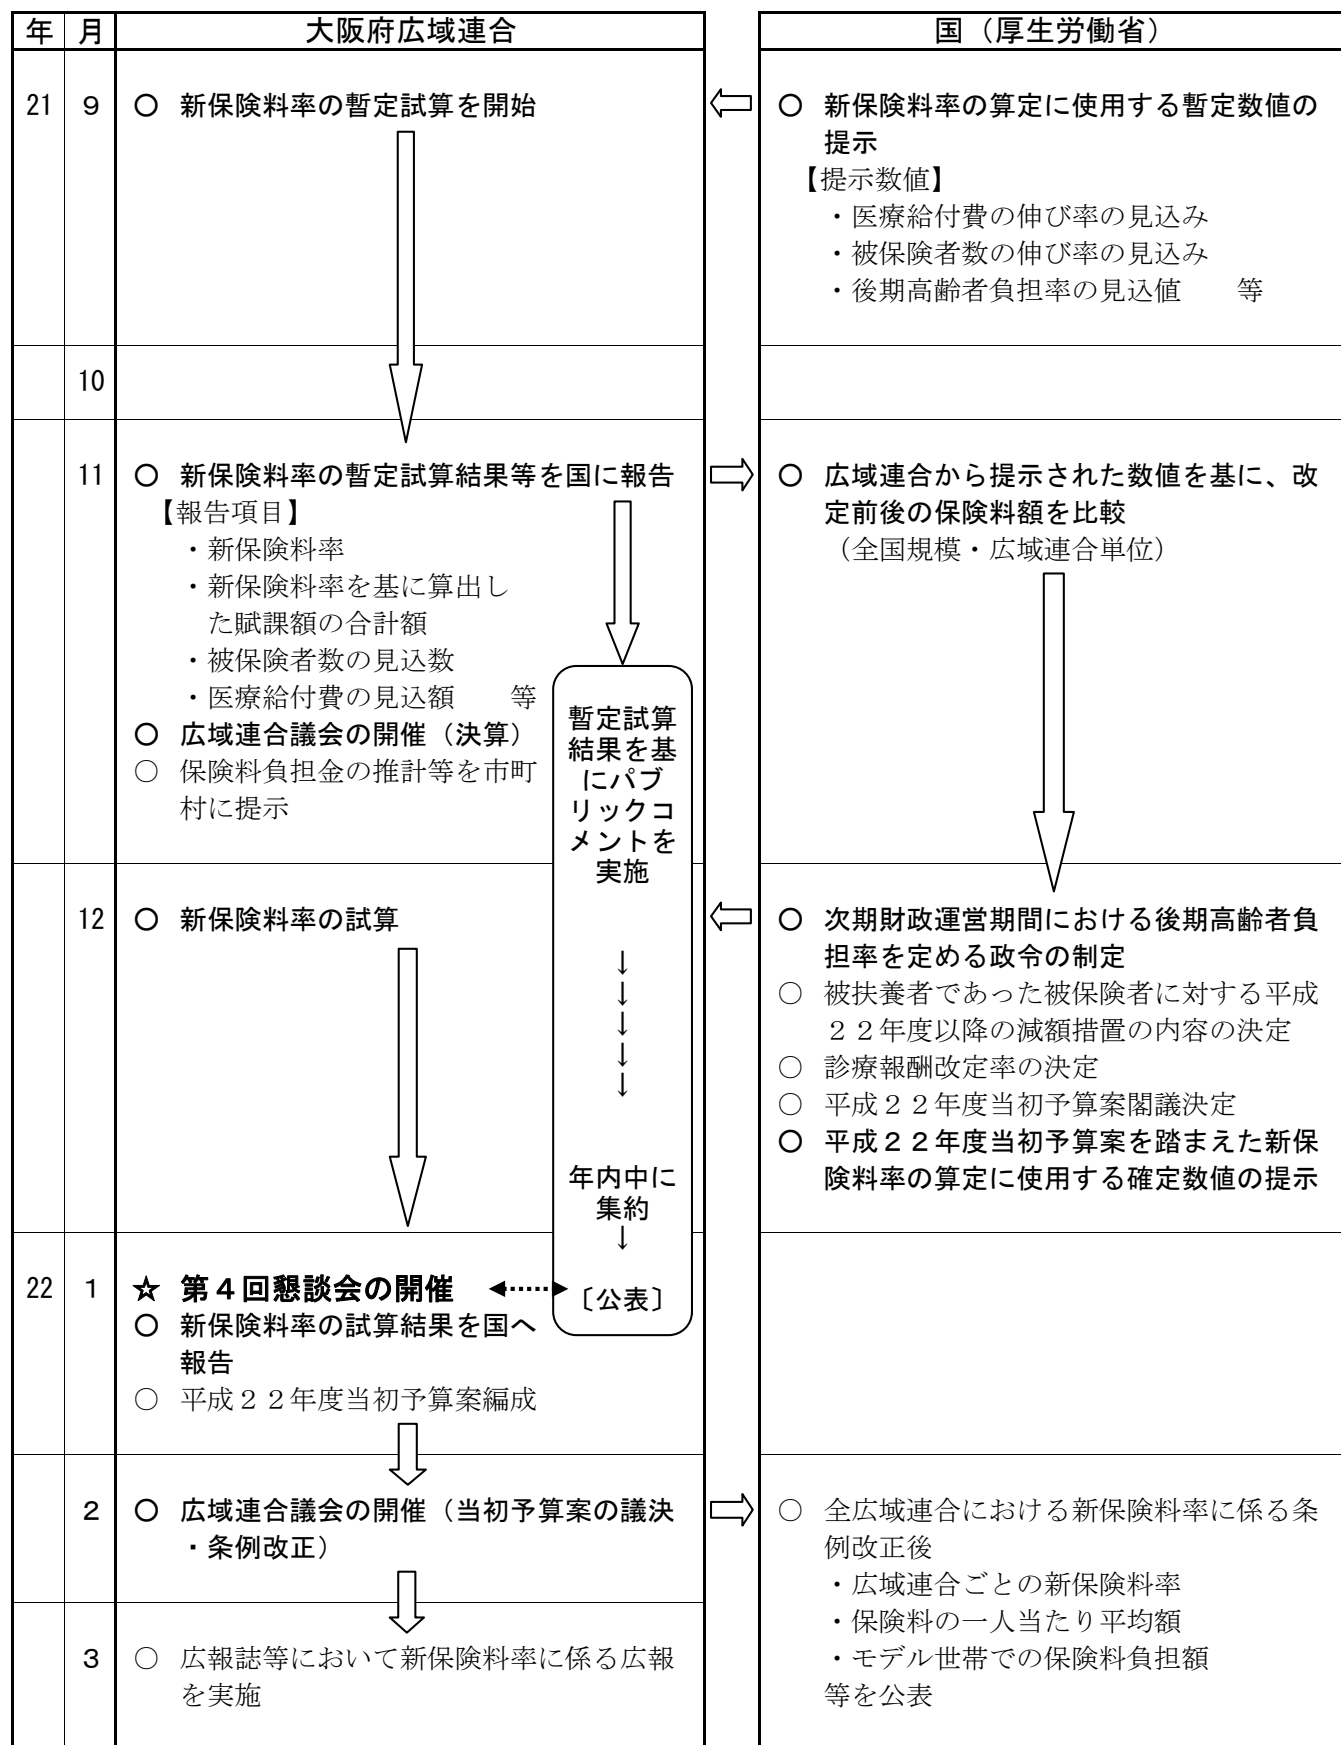 年 月 大阪府広域連合 国（厚生労働省）
21 9 ○ 新保険料率の暫定試算を開始
○ 新保険料率の算定に使用する暫定数値の
提示
【提示数値】
・医療給付費の伸び率の見込み
・被保険者数の伸び率の見込み
・後期高齢者負担率の見込値　　等
10
11 ○ 新保険料率の暫定試算結果等を国に報告
【報告項目】
・新保険料率
・新保険料率を基に算出し
た賦課額の合計額
・被保険者数の見込数
・医療給付費の見込額　　等
○ 広域連合議会の開催（決算）
○ 保険料負担金の推計等を市町
村に提示
暫定試算
結果を基
にパブ
リックコ
メントを
実施
↓
↓
↓
↓
↓
年内中に
集約
↓
〔公表〕
○ 広域連合から提示された数値を基に、改
定前後の保険料額を比較
（全国規模・広域連合単位）
12 ○ 新保険料率の試算
○ 次期財政運営期間における後期高齢者負
担率を定める政令の制定
○ 被扶養者であった被保険者に対する平成
２２年度以降の減額措置の内容の決定
○ 診療報酬改定率の決定
○ 平成２２年度当初予算案閣議決定
○ 平成２２年度当初予算案を踏まえた新保
険料率の算定に使用する確定数値の提示
22 1 ☆ 第４回懇談会の開催
○ 新保険料率の試算結果を国へ
報告
○ 平成２２年度当初予算案編成
2 ○ 広域連合議会の開催（当初予算案の議決
・条例改正）
○ 全広域連合における新保険料率に係る条
例改正後
・広域連合ごとの新保険料率
・保険料の一人当たり平均額
・モデル世帯での保険料負担額
等を公表
3 ○ 広報誌等において新保険料率に係る広報
を実施